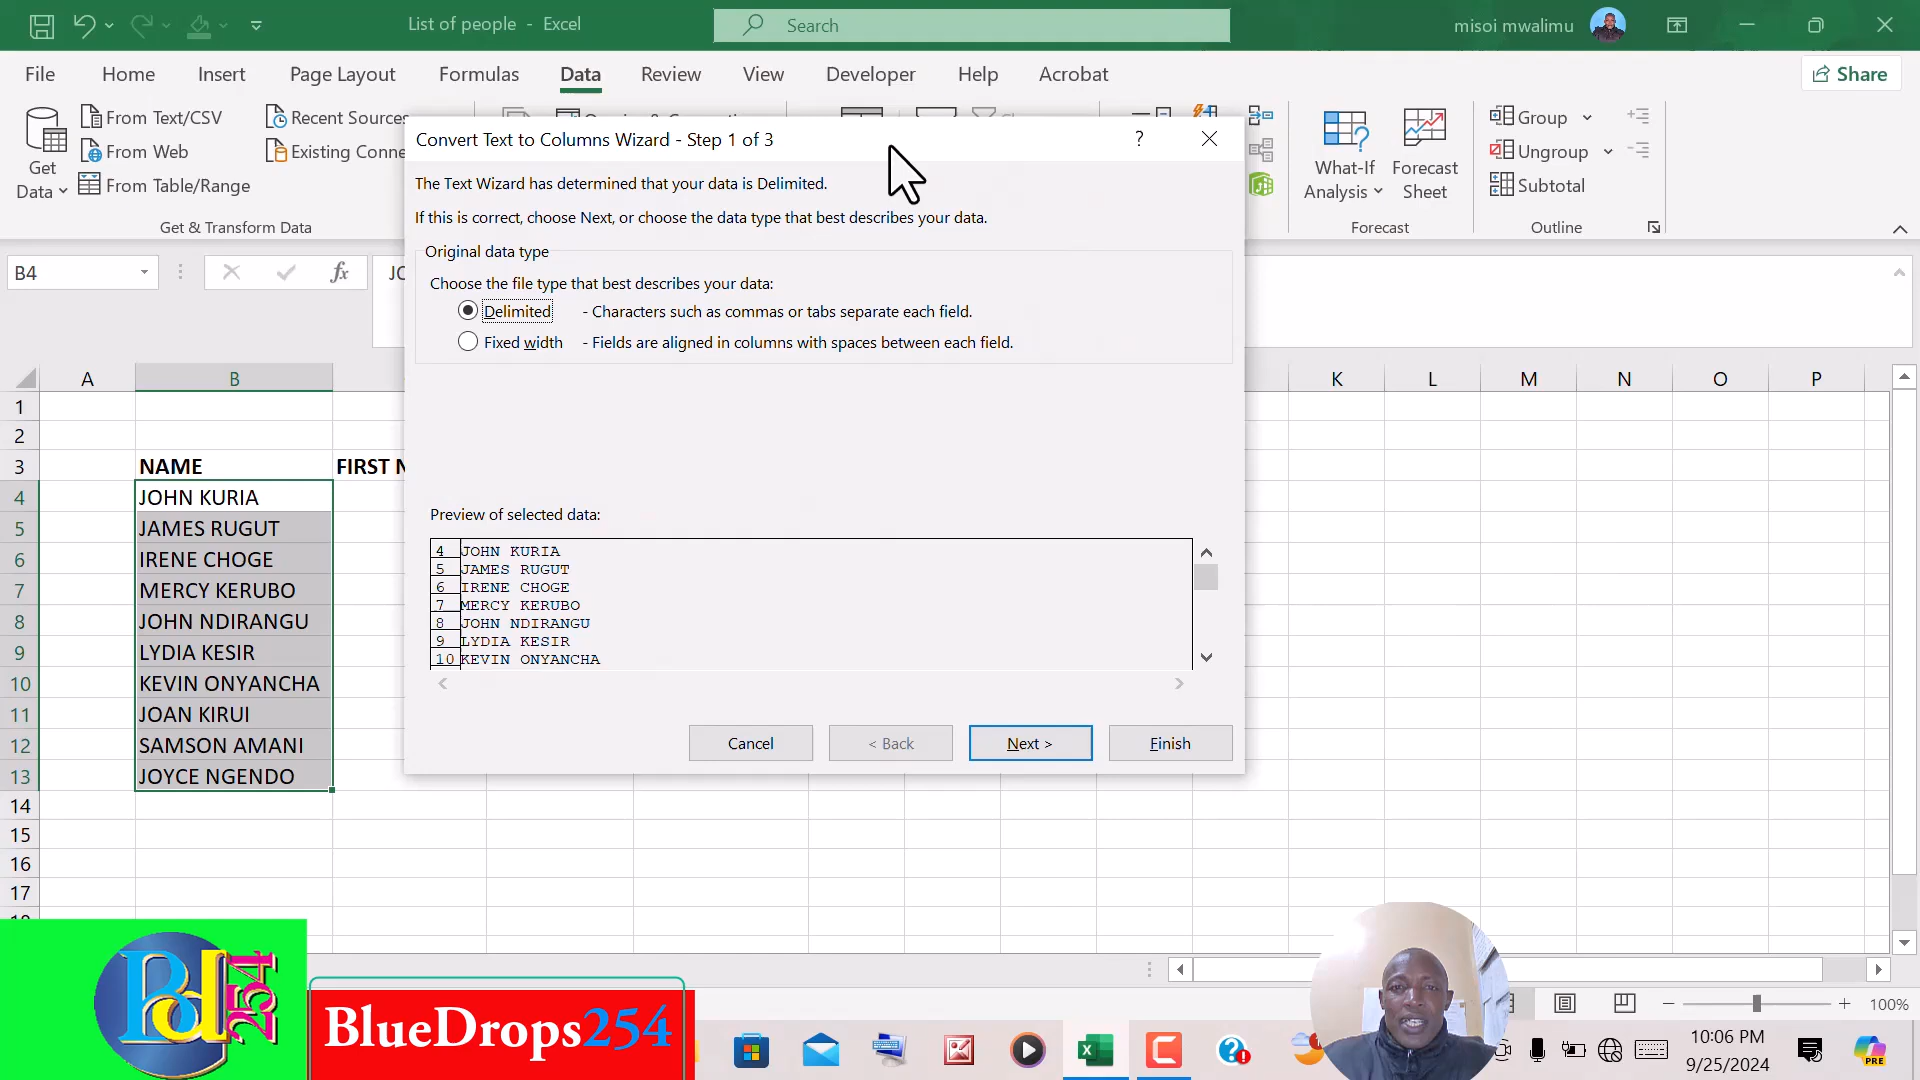 List of people - Excel
Search
misoi mwalimu
File Home Insert Page Layout Formulas Data Review View Developer Help Acrobat
Share
Get Data
From Text/CSV
From Web
From Table/Range
Recent Sources
Existing Conne
Get & Transform Data
What-If Analysis
Forecast Sheet
Forecast
Group
Ungroup
Subtotal
Outline
B4
fx
JO
Convert Text to Columns Wizard - Step 1 of 3
?
The Text Wizard has determined that your data is Delimited.
If this is correct, choose Next, or choose the data type that best describes your data.
Original data type
Choose the file type that best describes your data:
Delimited - Characters such as commas or tabs separate each field.
Fixed width - Fields are aligned in columns with spaces between each field.
Preview of selected data:
4 JOHN KURIA
5 JAMES RUGUT
6 IRENE CHOGE
7 MERCY KERUBO
8 JOHN NDIRANGU
9 LYDIA KESIR
10 KEVIN ONYANCHA
Cancel
< Back
Next >
Finish
A B K L M N O P
1
2
3 NAME FIRST N
4 JOHN KURIA
5 JAMES RUGUT
6 IRENE CHOGE
7 MERCY KERUBO
8 JOHN NDIRANGU
9 LYDIA KESIR
10 KEVIN ONYANCHA
11 JOAN KIRUI
12 SAMSON AMANI
13 JOYCE NGENDO
14
15
16
17
100%
Bd 254
BlueDrops254
10:06 PM
9/25/2024
PRE